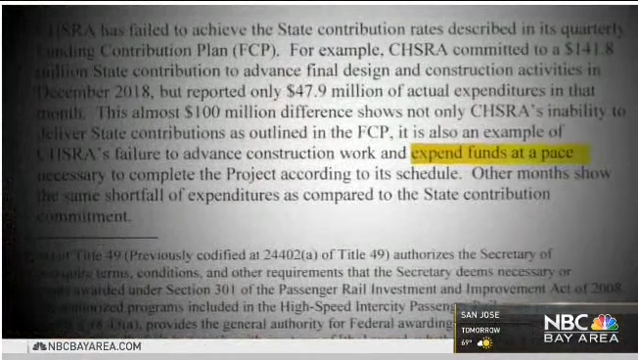 CHSRA has failed to achieve the State contribution rates described in its quarterly
Funding Contribution Plan (FCP). For example, CHSRA committed to a $141.8
million State contribution to advance final design and construction activities in
December 2018, but reported only $47.9 million of actual expenditures in that
month. This almost $100 million difference shows not only CHSRA's inability to
deliver State contributions as outlined in the FCP, it is also an example of
CHSRA's failure to advance construction work and expend funds at a pace
necessary to complete the Project according to its schedule. Other months show
the same shortfall of expenditures as compared to the State contribution
commitment.
of Title 49 (Previously codified at 24402(a) of Title 49) authorizes the Secretary of
terms, conditions, and other requirements that the Secretary deems necessary or
awarded under Section 301 of the Passenger Rail Investment and Improvement Act of 2008
programs included in the High-Speed Intercity
provides the general authority for Federal awarding
SAN JOSE
TOMORROW
69°
NBC
BAY AREA
NBCBAYAREA.COM